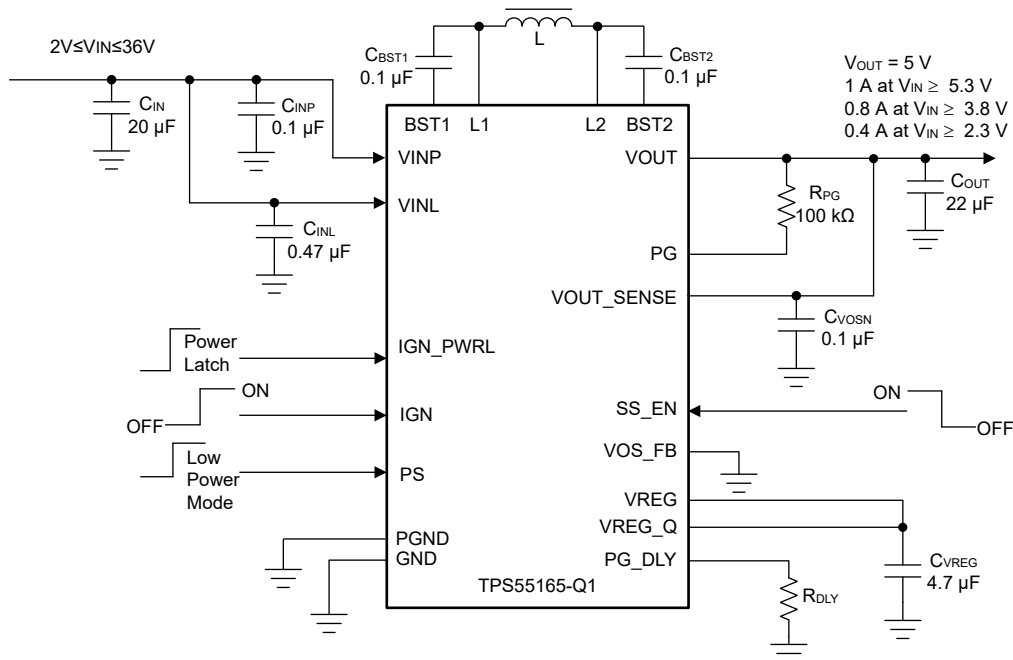 2V≤VIN≤36V
CBST1
0.1 µF
L
CBST2
0.1 µF
VOUT = 5 V
1 A at VIN ≥ 5.3 V
0.8 A at VIN ≥ 3.8 V
0.4 A at VIN ≥ 2.3 V
CIN
20 µF
CINP
0.1 µF
BST1 L1 L2 BST2
VINP
VOUT
VINL
RPG
100 kΩ
COUT
22 µF
CINL
0.47 µF
PG
VOUT_SENSE
CVOSN
0.1 µF
Power
Latch
IGN_PWRL
OFF
ON
IGN
SS_EN
ON
OFF
Low
Power
Mode
PS
VOS_FB
VREG
VREG_Q
PGND
GND
PG_DLY
CVREG
4.7 µF
TPS55165-Q1
RDLY